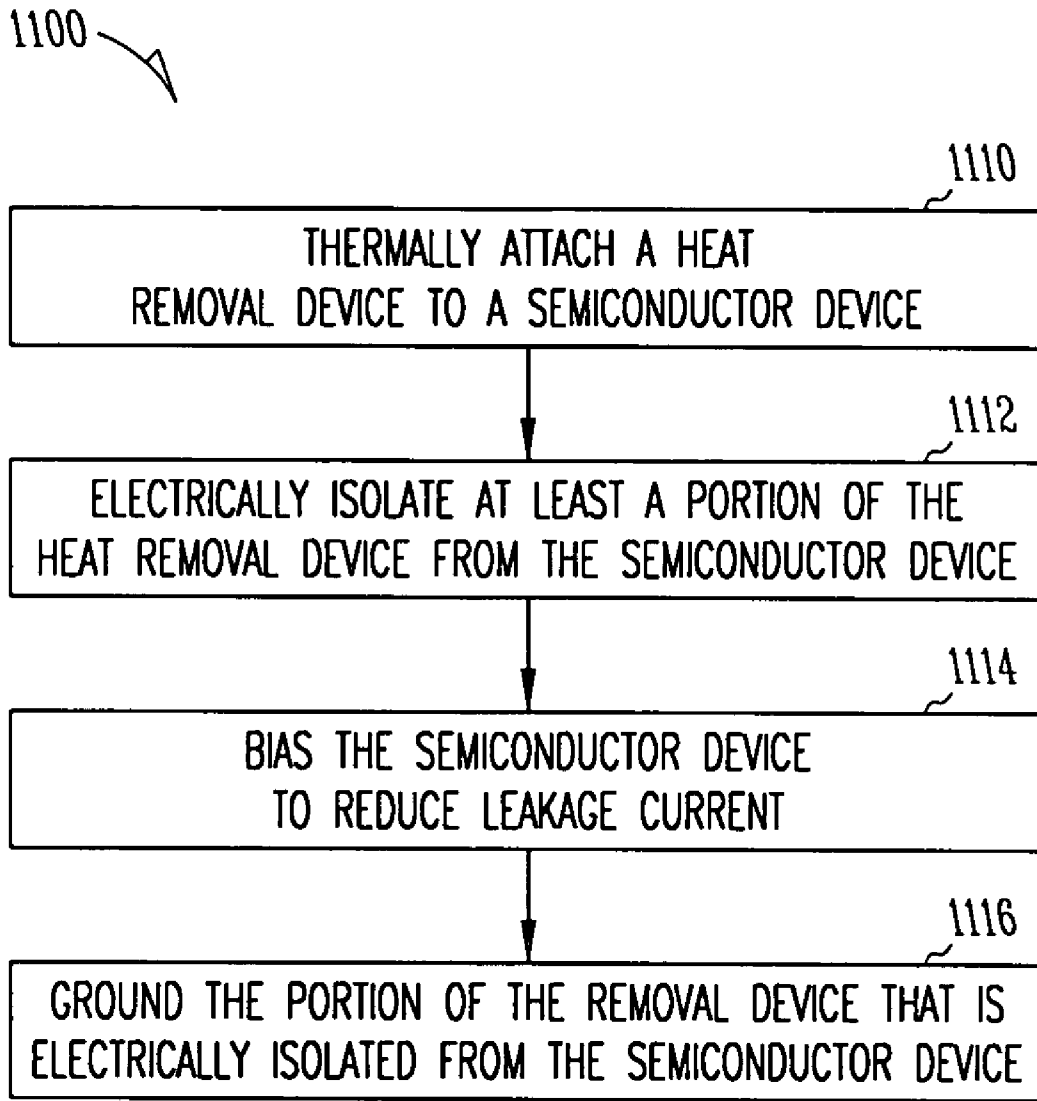 1100
1110
THERMALLY ATTACH A HEAT
REMOVAL DEVICE TO A SEMICONDUCTOR DEVICE
1112
ELECTRICALLY ISOLATE AT LEAST A PORTION OF THE
HEAT REMOVAL DEVICE FROM THE SEMICONDUCTOR DEVICE
1114
BIAS THE SEMICONDUCTOR DEVICE
TO REDUCE LEAKAGE CURRENT
1116
GROUND THE PORTION OF THE REMOVAL DEVICE THAT IS
ELECTRICALLY ISOLATED FROM THE SEMICONDUCTOR DEVICE